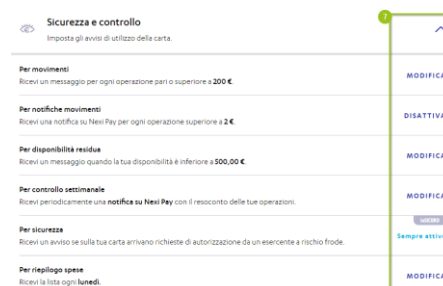 Sicurezza e controllo
7
Imposta gli avvisi di utilizzo della carta.
Per movimenti
Ricevi un messaggio per ogni operazione pari o superiore a 200 €.
MODIFICA
Per notifiche movimenti
Ricevi una notifica su Nexi Pay per ogni operazione superiore a 2 €.
DISATTIVA
Per disponibilità residua
Ricevi un messaggio quando la tua disponibilità è inferiore a 500,00 €.
MODIFICA
Per controllo settimanale
Ricevi periodicamente una notifica su Nexi Pay con il resoconto delle tue operazioni.
MODIFICA
Per sicurezza
Ricevi un avviso se sulla tua carta arrivano richieste di autorizzazione da un esercente a rischio frode.
Sempre attivo
Per riepilogo spese
Ricevi la lista ogni lunedì.
MODIFICA